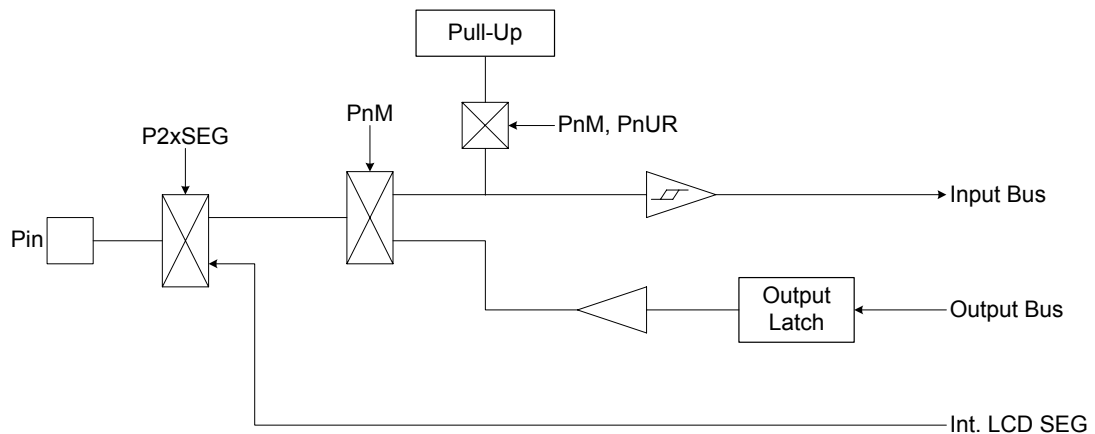 Pull-Up
PnM
PnM, PnUR
P2xSEG
Input Bus
Pin
Output
Latch
Output Bus
Int. LCD SEG